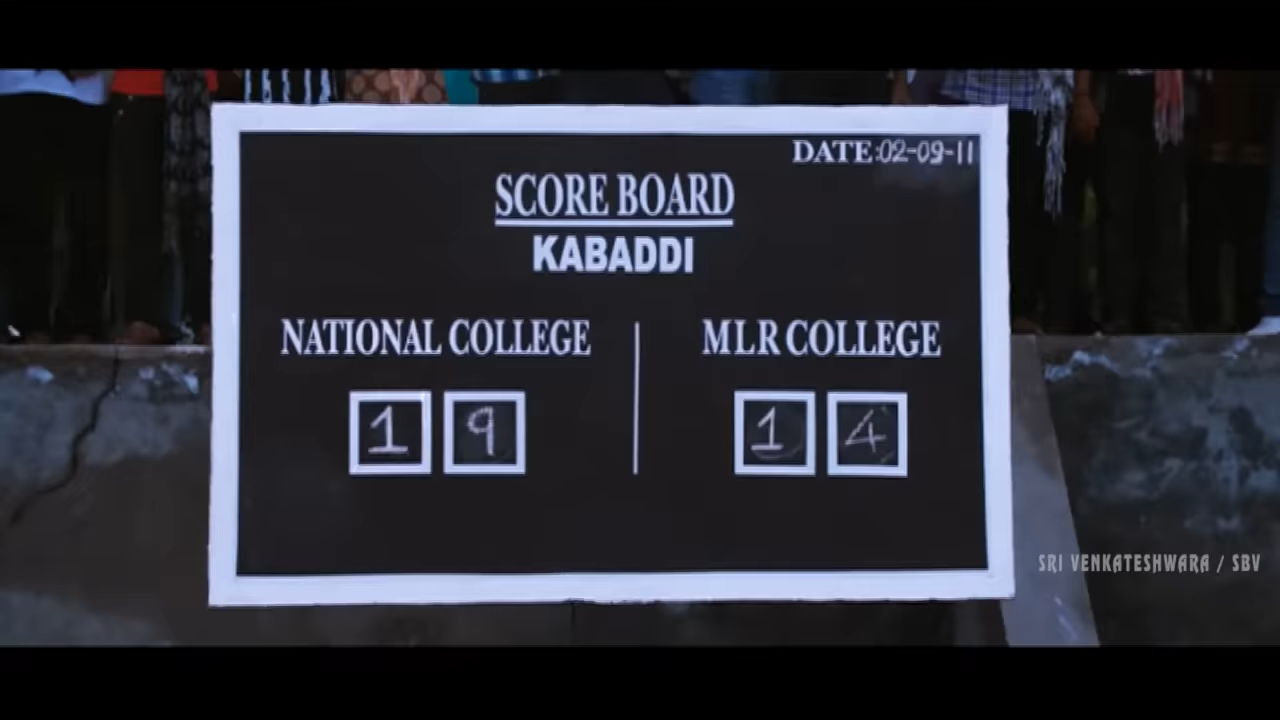 DATE:02-09-11
SCORE BOARD
KABADDI
NATIONAL COLLEGE
MLR COLLEGE
1 9
1 4
SRI VENKATESHWARA / SBV